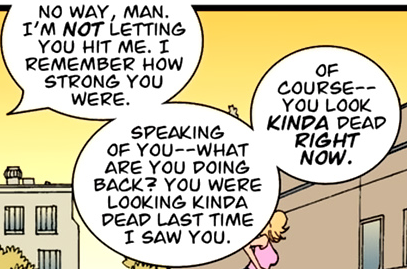 NO WAY, MAN.
I'M NOT LETTING
YOU HIT ME. I
REMEMBER HOW
STRONG YOU
WERE.
SPEAKING
OF YOU--WHAT
ARE YOU DOING
BACK? YOU WERE
LOOKING KINDA
DEAD LAST TIME
I SAW YOU.
OF
COURSE--
YOU LOOK
KINDA DEAD
RIGHT
NOW.